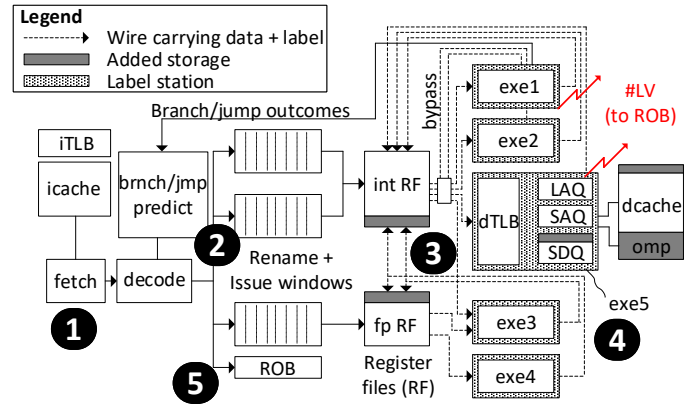 Legend
Wire carrying data + label
Added storage
Label station
Branch/jump outcomes
bypass
exe1
#LV
(to ROB)
iTLB
icache
brnch/jmp
predict
exe2
int RF
LAQ
dTLB
SAQ
dcache
2
3
SDQ
omp
fetch
decode
Rename +
Issue windows
1
exe5
fp RF
exe3
4
5
ROB
Register
files (RF)
exe4